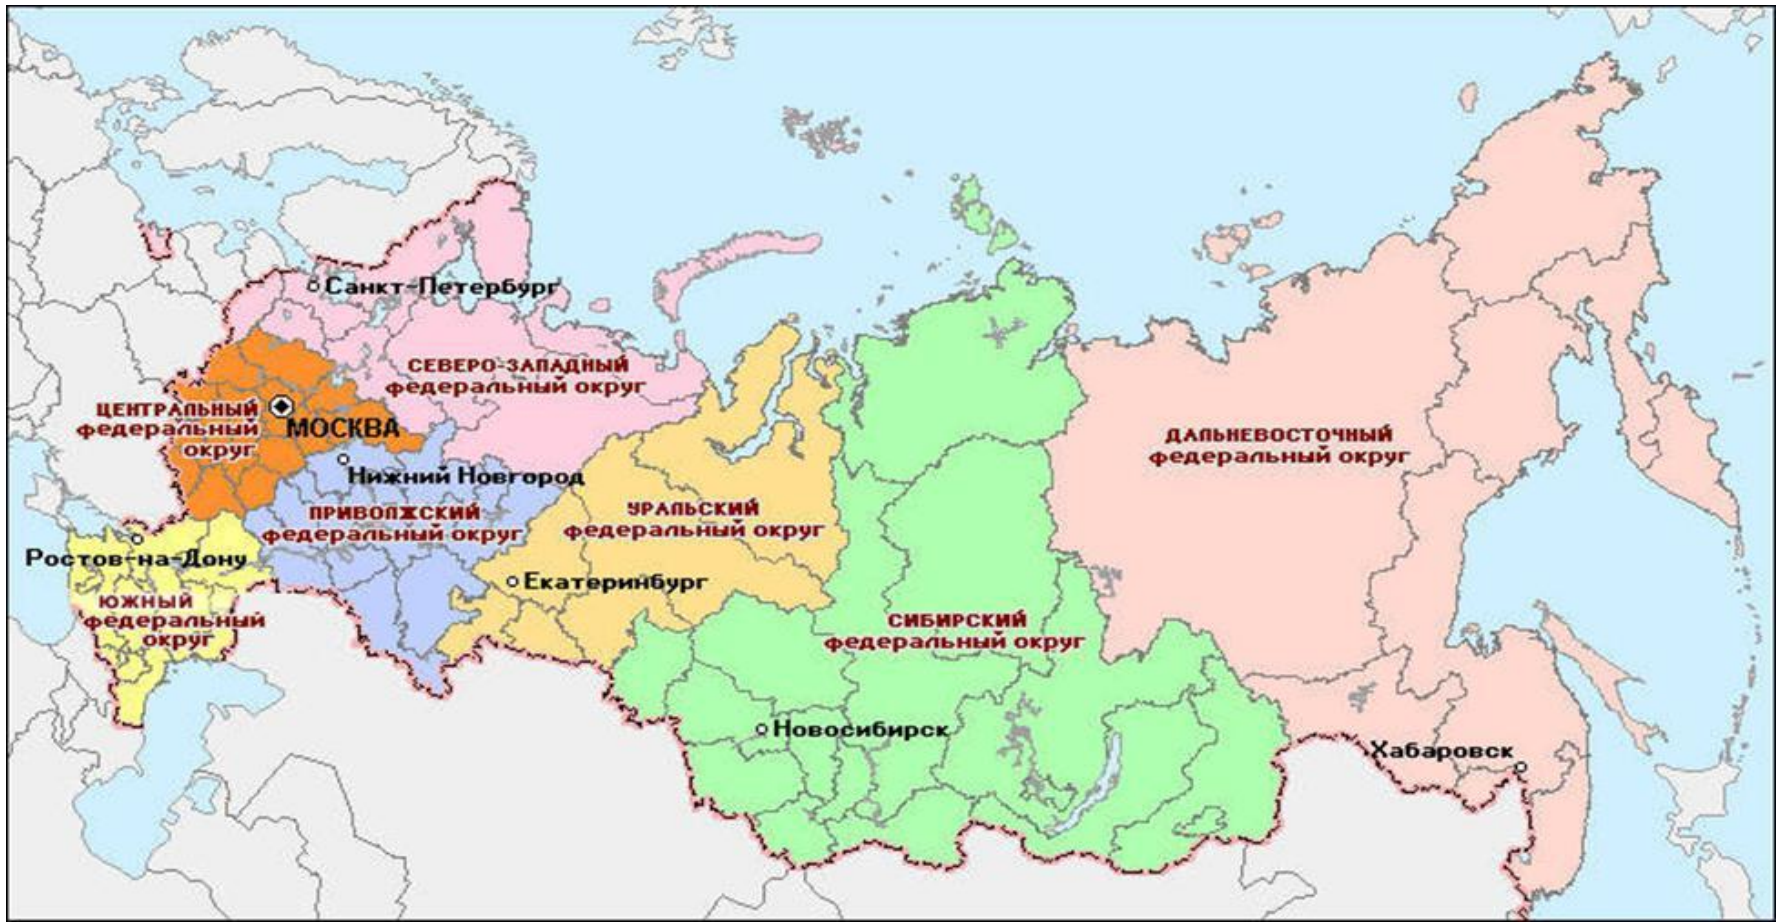 Санкт-Петербург
СЕВЕРО-ЗАПАДНЫЙ
федеральный округ
ЦЕНТРАЛЬНЫЙ
федеральный
округ
МОСКВА
ДАЛЬНЕВОСТОЧНЫЙ
федеральный округ
Нижний Новгород
ПРИВОЛЖСКИЙ
федеральный округ
УРАЛЬСКИЙ
федеральный округ
Ростов-на-Дону
Екатеринбург
ЮЖНЫЙ
федеральный
округ
СИБИРСКИЙ
федеральный округ
Новосибирск
Хабаровск